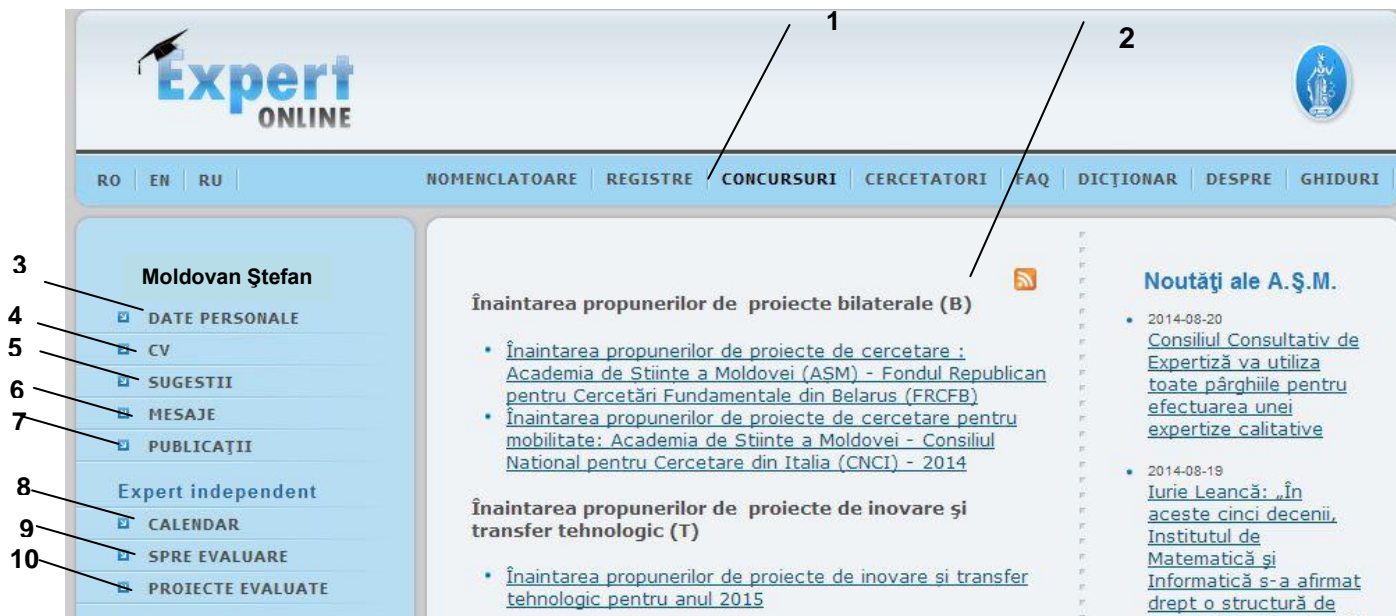 1
2
Expert
ONLINE
RO EN RU
NOMENCLATOARE REGISTRE CONCURSURI CERCETATORI FAQ DICŢIONAR DESPRE GHIDURI
3
4
5
6
7
8
9
10
Moldovan Ştefan
DATE PERSONALE
CV
SUGESTII
MESAJE
PUBLICAŢII
Expert independent
CALENDAR
SPRE EVALUARE
PROIECTE EVALUATE
Înaintarea propunerilor de proiecte bilaterale (B)
• Înaintarea propunerilor de proiecte de cercetare :
Academia de Stiinte a Moldovei (ASM) - Fondul Republican
pentru Cercetări Fundamentale din Belarus (FRCFB)
• Înaintarea propunerilor de proiecte de cercetare pentru
mobilitate: Academia de Stiinte a Moldovei - Consiliul
National pentru Cercetare din Italia (CNCI) - 2014
Înaintarea propunerilor de proiecte de inovare şi
transfer tehnologic (T)
• Înaintarea propunerilor de proiecte de inovare si transfer
tehnologic pentru anul 2015
Noutăţi ale A.Ş.M.
• 2014-08-20
Consiliul Consultativ de
Expertiză va utiliza
toate pârghiile pentru
efectuarea unei
expertize calitative
• 2014-08-19
Iurie Leancă: „În
aceste cinci decenii,
Institutul de
Matematică şi
Informatică s-a afirmat
drept o structură de